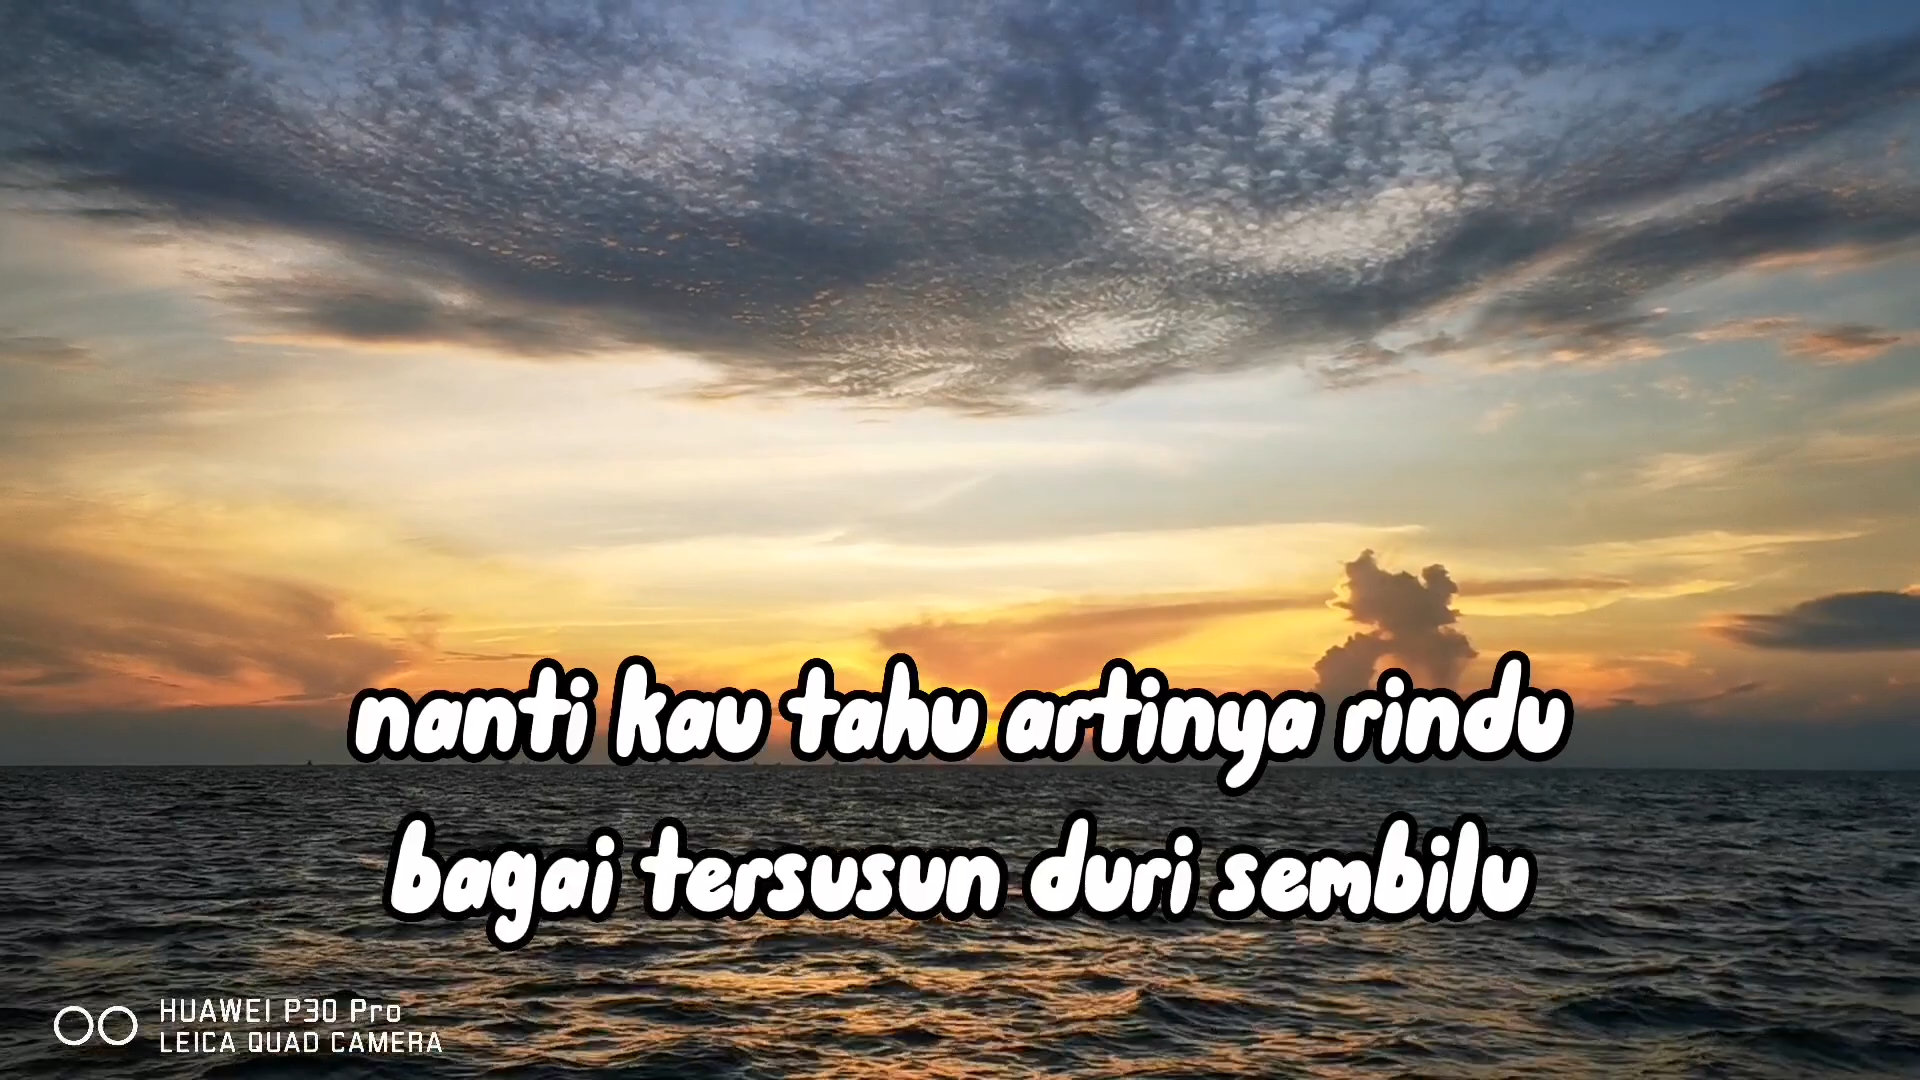 nanti kau tahu artinya rindu
bagai tersusun duri sembilu
HUAWEI P30 Pro
LEICA QUAD CAMERA